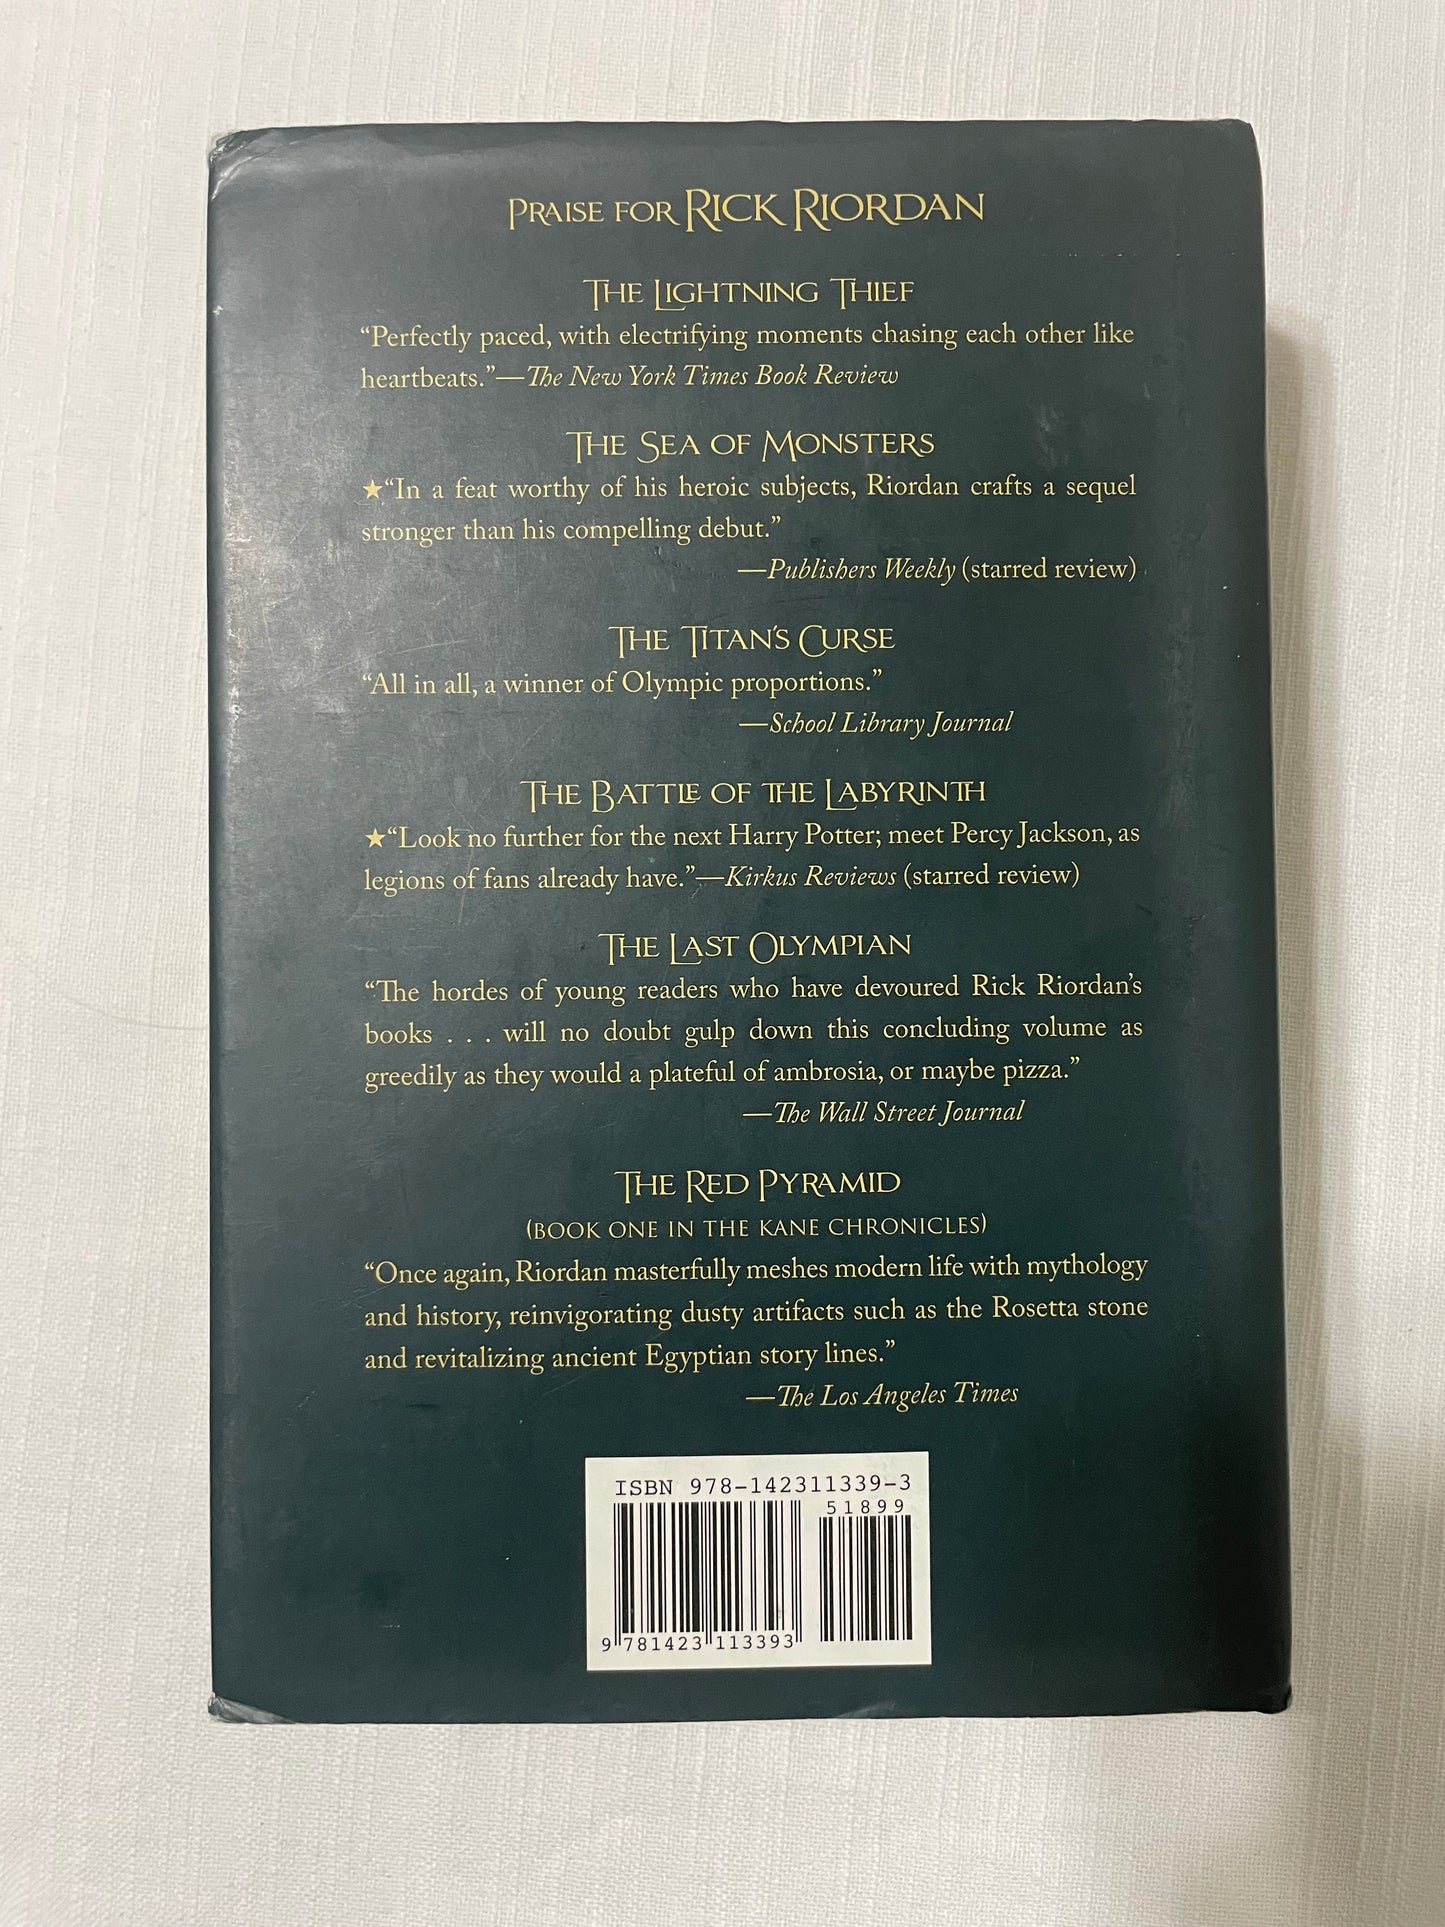 PRAISE FOR RICK RIORDAN
THE LIGHTNING THIEF
“Perfectly paced, with electrifying moments chasing each other like
heartbeats.”—The New York Times Book Review
THE SEA OF MONSTERS
★“In a feat worthy of his heroic subjects, Riordan crafts a sequel
stronger than his compelling debut.”
—Publishers Weekly (starred review)
THE TITAN'S CURSE
“All in all, a winner of Olympic proportions.”
—School Library Journal
THE BATTLE OF THE LABYRINTH
★“Look no further for the next Harry Potter; meet Percy Jackson, as
legions of fans already have.”—Kirkus Reviews (starred review)
THE LAST OLYMPIAN
“The hordes of young readers who have devoured Rick Riordan’s
books . . . will no doubt gulp down this concluding volume as
greedily as they would a plateful of ambrosia, or maybe pizza.”
—The Wall Street Journal
THE RED PYRAMID
(BOOK ONE IN THE KANE CHRONICLES)
“Once again, Riordan masterfully meshes modern life with mythology
and history, reinvigorating dusty artifacts such as the Rosetta stone
and revitalizing ancient Egyptian story lines.”
—The Los Angeles Times
ISBN 978-142311339-3
51899
9 781423 113393